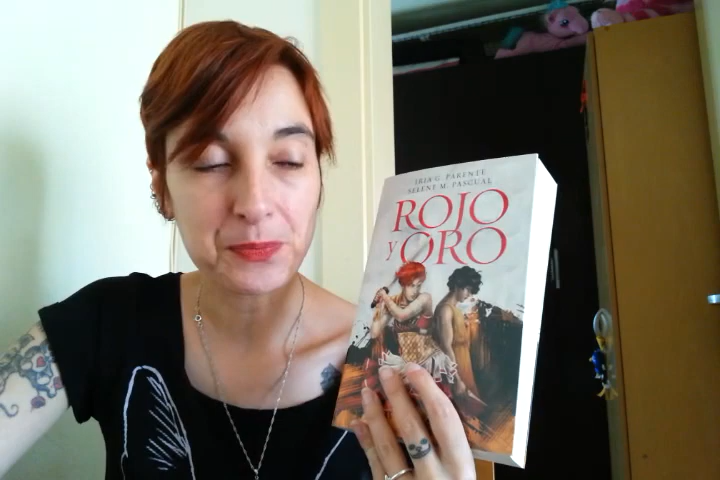 IRIA G. PARENTE
SELENE M. PASCUAL
ROJO
y ORO